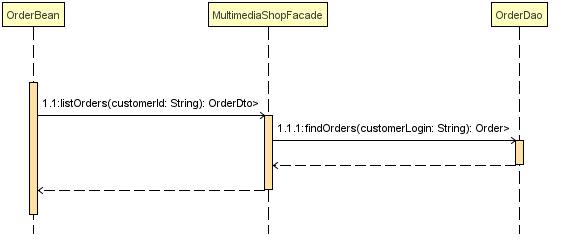 OrderBean
MultimediaShopFacade
OrderDao
1.1:listOrders(customerId: String): OrderDto>
1.1.1:findOrders(customerLogin: String): Order>